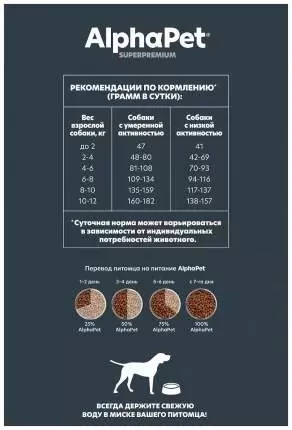 AlphaPet®
SUPERPREMIUM
РЕКОМЕНДАЦИИ ПО КОРМЛЕНИЮ*
(ГРАММ В СУТКИ):
Вес взрослой собаки, кг | Собаки с умеренной активностью | Собаки с низкой активностью
до 2 47 41
2-4 48-80 42-69
4-6 81-108 70-93
6-8 109-134 94-116
8-10 135-159 117-137
10-12 160-182 138-157
*Суточная норма может варьироваться
в зависимости от индивидуальных
потребностей животного.
Перевод питомца на питание AlphaPet
1-2 день 3-4 день 5-6 день с 7-го дня
25% 50% 75% 100%
AlphaPet AlphaPet AlphaPet AlphaPet
ВСЕГДА ДЕРЖИТЕ СВЕЖУЮ
ВОДУ В МИСКЕ ВАШЕГО ПИТОМЦА!